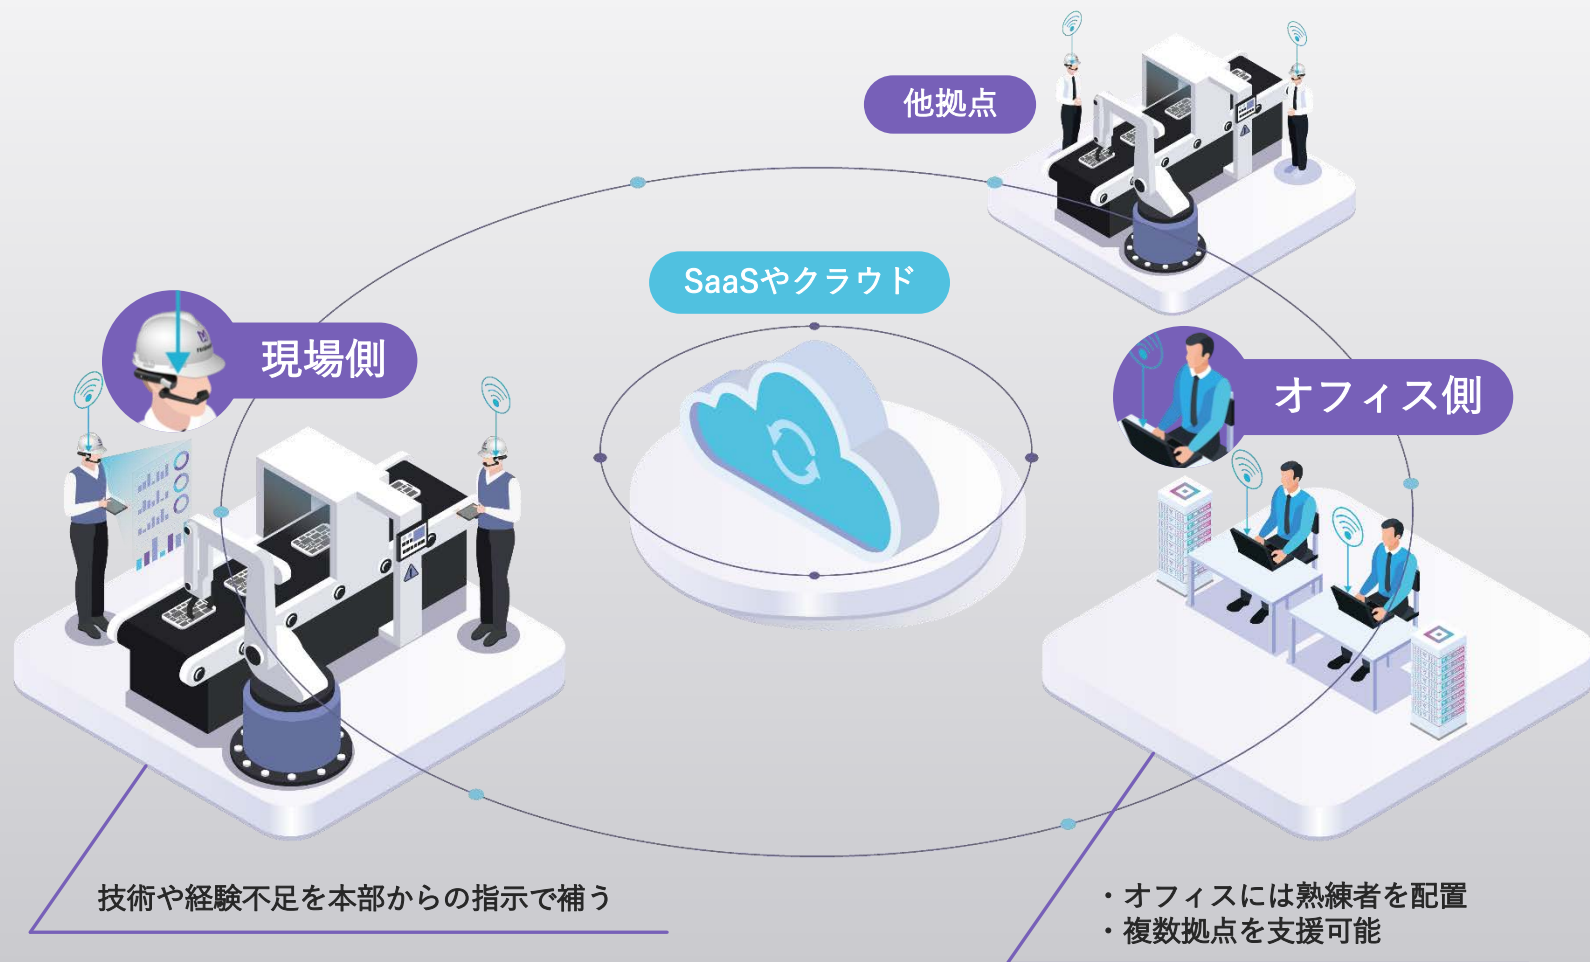 他拠点
SaaSやクラウド
現場側
オフィス側
技術や経験不足を本部からの指示で補う
・オフィスには熟練者を配置
・複数拠点を支援可能